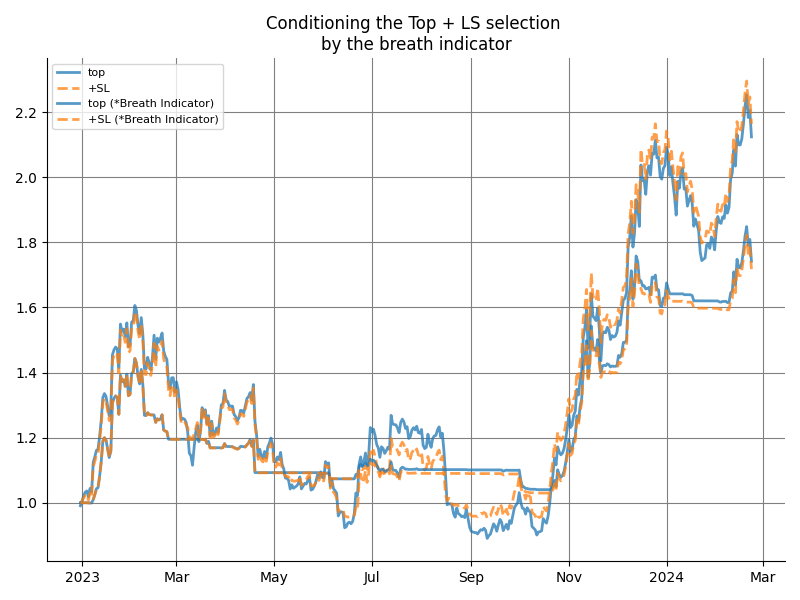 Conditioning the Top + LS selection
by the breath indicator
top
+SL
top (*Breath Indicator)
+SL (*Breath Indicator)
2.2
2.0
1.8
1.6
1.4
1.2
1.0
2023 Mar May Jul Sep Nov 2024 Mar